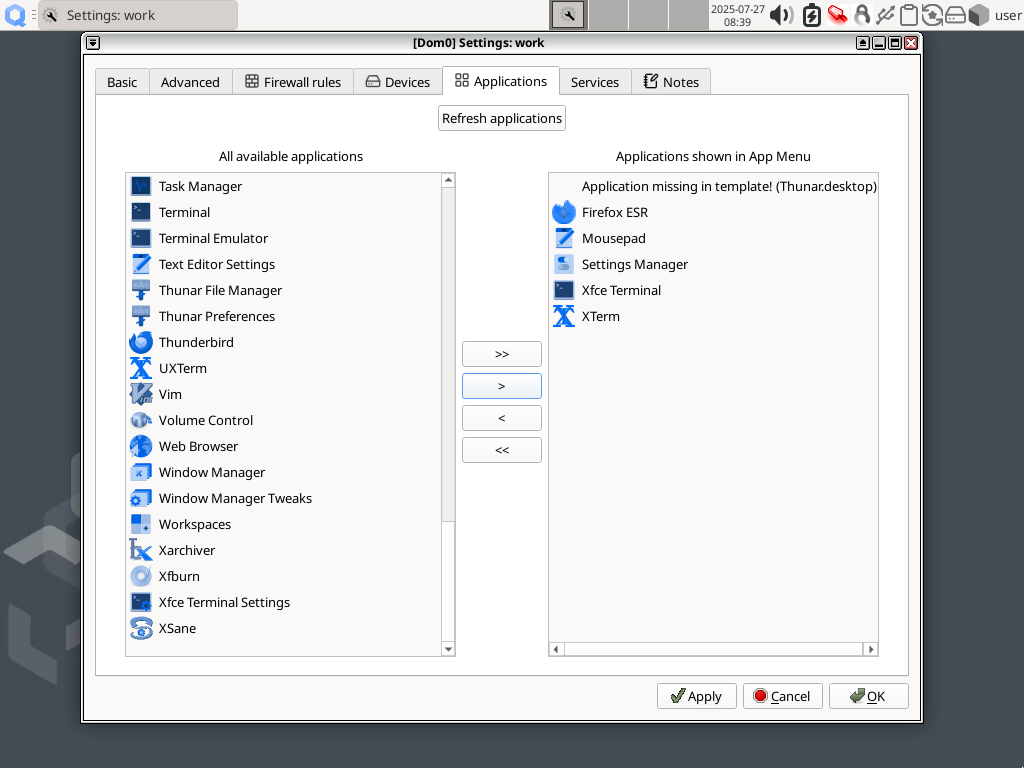 Settings: work
2025-07-27
08:39
user
[Dom0] Settings: work
Basic
Advanced
Firewall rules
Devices
Applications
Services
Notes
Refresh applications
All available applications
Task Manager
Terminal
Terminal Emulator
Text Editor Settings
Thunar File Manager
Thunar Preferences
Thunderbird
UXTerm
Vim
Volume Control
Web Browser
Window Manager
Window Manager Tweaks
Workspaces
Xarchiver
Xfburn
Xfce Terminal Settings
XSane
>>
>
<
<<
Applications shown in App Menu
Application missing in template! (Thunar.desktop)
Firefox ESR
Mousepad
Settings Manager
Xfce Terminal
XTerm
Apply
Cancel
OK